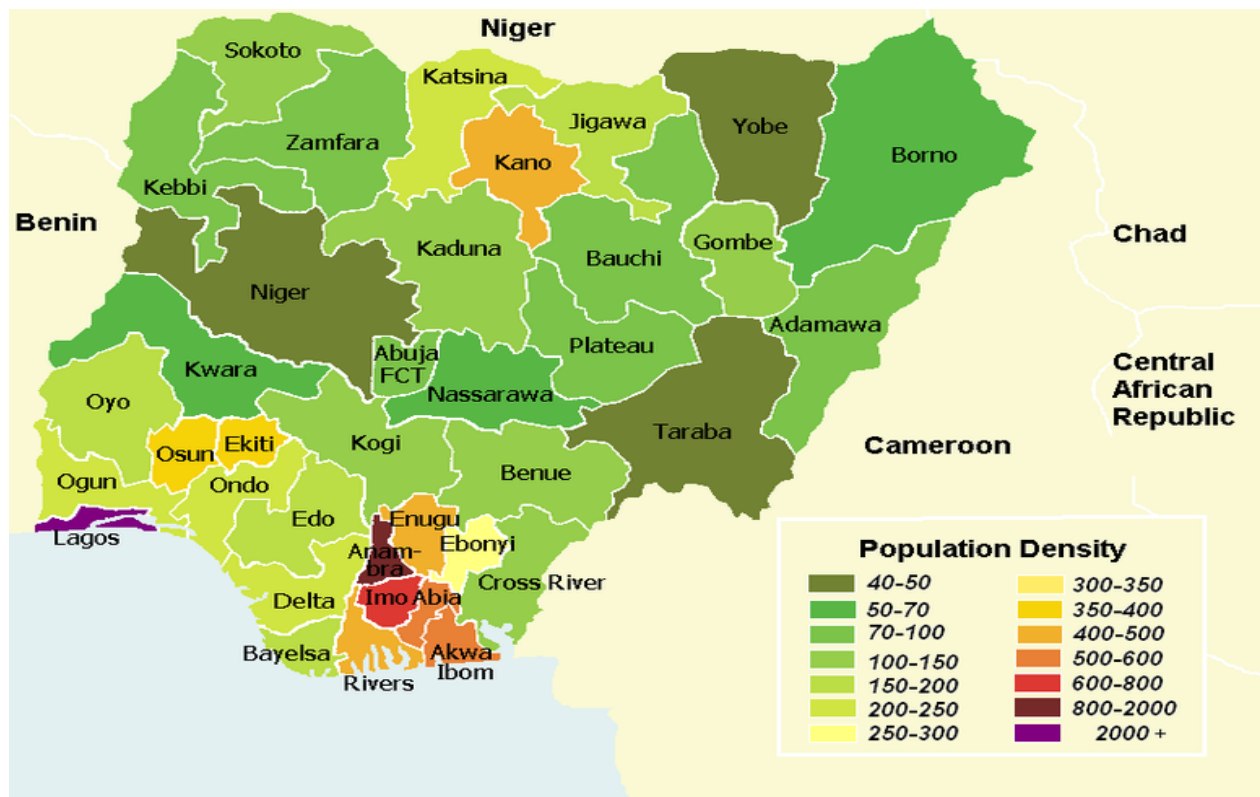 Niger
Sokoto
Katsina
Jigawa
Yobe
Zamfara
Kano
Borno
Kebbi
Benin
Chad
Kaduna
Gombe
Bauchi
Niger
Adamawa
Abuja
FCT
Plateau
Kwara
Nassarawa
Central
African
Republic
Oyo
Taraba
Kogi
Cameroon
Osun
Ekiti
Benue
Ogun
Ondo
Edo
Enugu
Lagos
Anam-
bra
Ebonyi
Cross River
Delta
Imo
Abia
Bayelsa
Akwa
Ibom
Rivers
Population Density
40-50
50-70
70-100
100-150
150-200
200-250
250-300
300-350
350-400
400-500
500-600
600-800
800-2000
2000 +